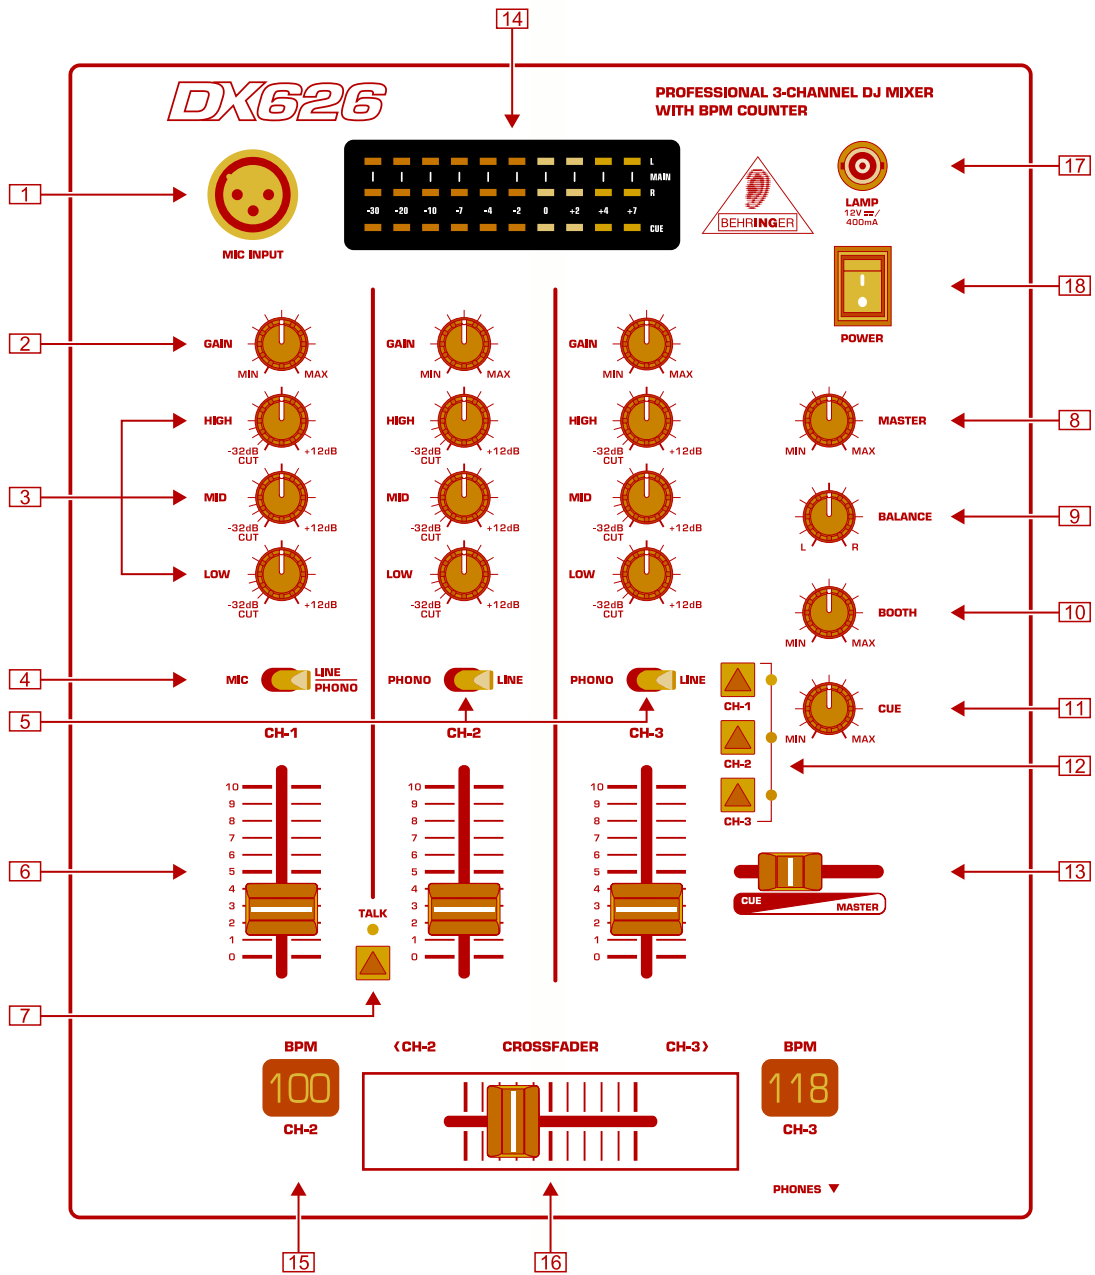 14
DX626
PROFESSIONAL 3-CHANNEL DJ MIXER
WITH BPM COUNTER
1
MIC INPUT
L
MAIN
R
-30 -20 -10 -7 -4 -2 0 +2 +4 +7
CUE
BEHRINGER
LAMP
12V
400mA
17
POWER
18
2
GAIN
MIN MAX
GAIN
MIN MAX
GAIN
MIN MAX
3
HIGH
-32dB +12dB
CUT
HIGH
-32dB +12dB
CUT
HIGH
-32dB +12dB
CUT
MASTER
MIN MAX
8
MID
-32dB +12dB
CUT
MID
-32dB +12dB
CUT
MID
-32dB +12dB
CUT
BALANCE
L R
9
LOW
-32dB +12dB
CUT
LOW
-32dB +12dB
CUT
LOW
-32dB +12dB
CUT
BOOTH
MIN MAX
10
4
MIC LINE
PHONO
PHONO LINE
PHONO LINE
5
CH-1
CH-2
CH-3
CH-1
CH-2
CH-3
CUE
MIN MAX
11
12
6
10
9
8
7
6
5
4
3
2
1
0
10
9
8
7
6
5
4
3
2
1
0
10
9
8
7
6
5
4
3
2
1
0
CUE MASTER
13
TALK
7
BPM
100
CH-2
<CH-2 CROSSFADER CH-3>
BPM
118
CH-3
PHONES ▼
15
16